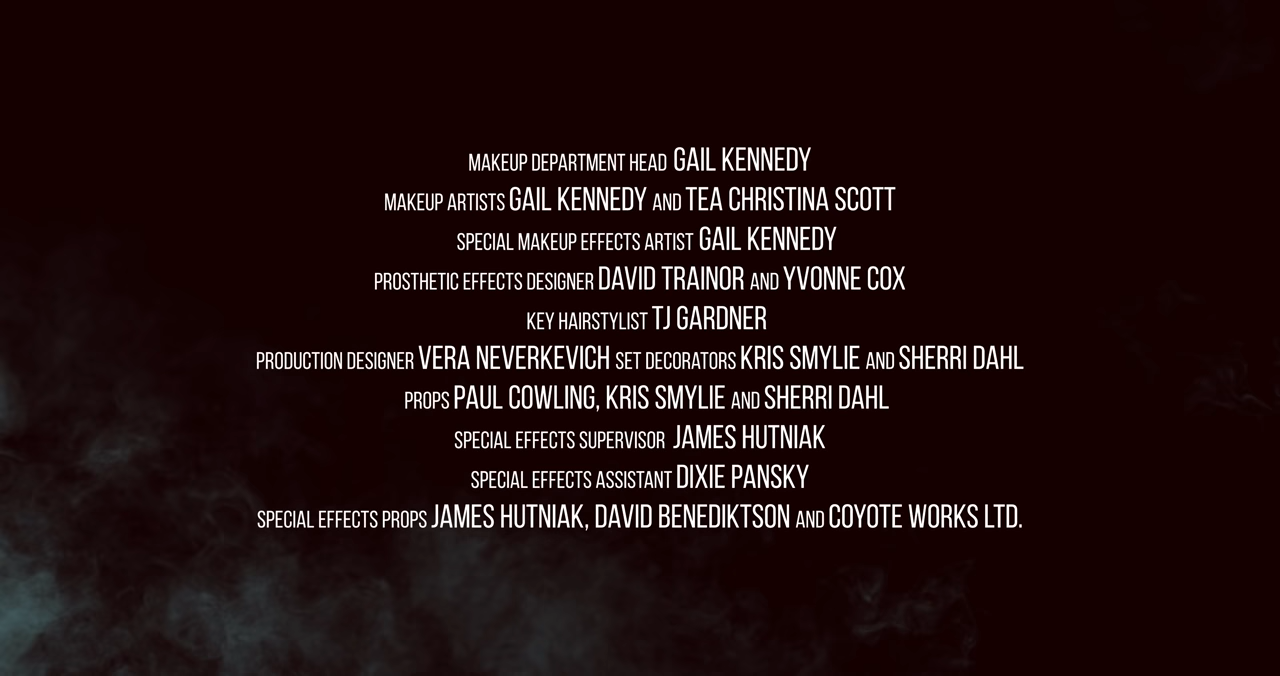 MAKEUP DEPARTMENT HEAD GAIL KENNEDY
MAKEUP ARTISTS GAIL KENNEDY AND TEA CHRISTINA SCOTT
SPECIAL MAKEUP EFFECTS ARTIST GAIL KENNEDY
PROSTHETIC EFFECTS DESIGNER DAVID TRAINOR AND YVONNE COX
KEY HAIRSTYLIST TJ GARDNER
PRODUCTION DESIGNER VERA NEVERKEVICH SET DECORATORS KRIS SMYLIE AND SHERRI DAHL
PROPS PAUL COWLING, KRIS SMYLIE AND SHERRI DAHL
SPECIAL EFFECTS SUPERVISOR JAMES HUTNIAK
SPECIAL EFFECTS ASSISTANT DIXIE PANSKY
SPECIAL EFFECTS PROPS JAMES HUTNIAK, DAVID BENEDIKTSON AND COYOTE WORKS LTD.